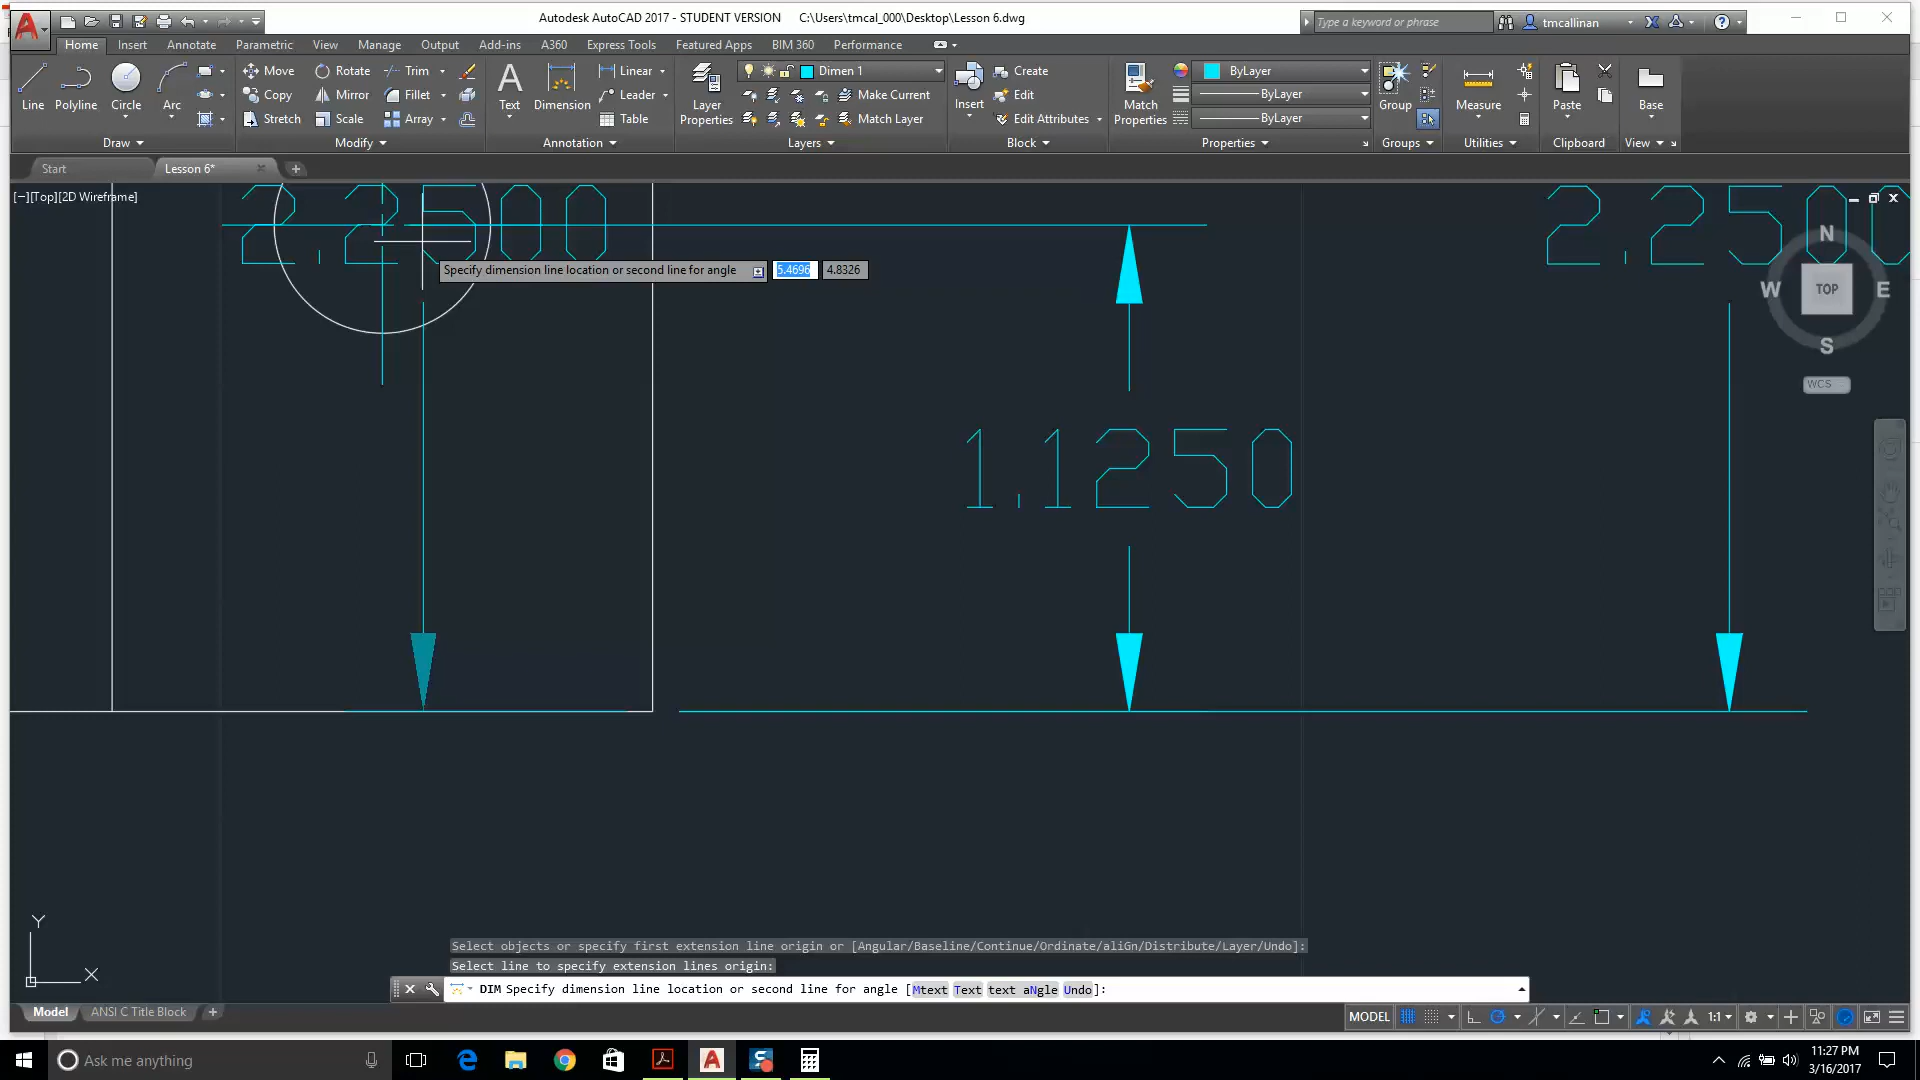 Autodesk AutoCAD 2017 - STUDENT VERSION C:\Users\tmcal_000\Desktop\Lesson 6.dwg
Type a keyword or phrase
tmcallinan
Home Insert Annotate Parametric View Manage Output Add-ins A360 Express Tools Featured Apps BIM 360 Performance
Line Polyline Circle Arc
Move Rotate Trim
Copy Mirror Fillet
Stretch Scale Array
Text Dimension
Linear
Leader
Table
Layer Properties
Dimen 1
Make Current
Match Layer
Insert
Create
Edit
Edit Attributes
Match Properties
ByLayer
ByLayer
ByLayer
Group
Measure
Paste
Base
Draw Modify Annotation Layers Block Properties Groups Utilities Clipboard View
Start Lesson 6*
[−][Top][2D Wireframe]
2.2500
2.2500
N
W TOP E
S
WCS
Specify dimension line location or second line for angle 5.4696 4.8326
1.1250
Y
X
Select objects or specify first extension line origin or [Angular/Baseline/Continue/Ordinate/aliGn/Distribute/Layer/Undo]:
Select line to specify extension lines origin:
DIM Specify dimension line location or second line for angle [Mtext Text text aNgle Undo]:
Model ANSI C Title Block
MODEL 1:1
Ask me anything
11:27 PM
3/16/2017